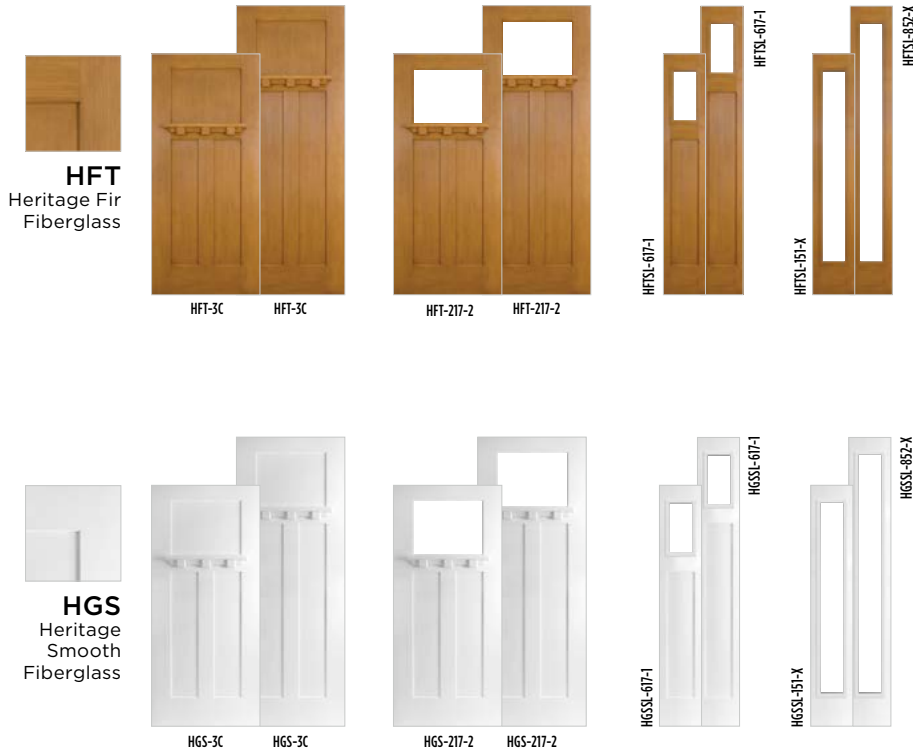 HFT
Heritage Fir
Fiberglass
HFT-3C
HFT-3C
HFT-217-2
HFT-217-2
HFTSL-617-1
HFTSL-617-1
HFTSL-151-X
HFTSL-852-X
HGS
Heritage
Smooth
Fiberglass
HGS-3C
HGS-3C
HGS-217-2
HGS-217-2
HGSSL-617-1
HGSSL-617-1
HGSSL-151-X
HGSSL-852-X